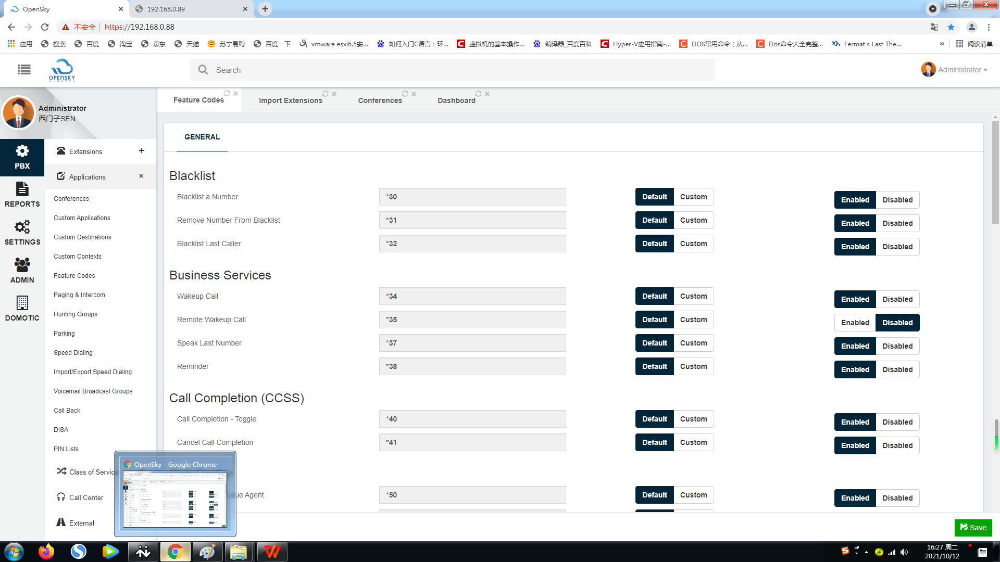 OpenSky
192.168.0.89
不安全
https://192.168.0.88
应用
搜索
百度
淘宝
京东
天猫
苏宁易购
百度一下
vmware esxi6.5安...
如何入门C语言：环...
虚拟机的基本操作...
编译器_百度百科
Hyper-V应用指南-...
DOS常用命令（从...
Dos命令大全完整...
Fermat's Last The...
»
阅读清单
OPENSKY
Search
Administrator
Administrator
西门子SEN
Feature Codes
Import Extensions
Conferences
Dashboard
PBX
REPORTS
SETTINGS
ADMIN
DOMOTIC
Extensions +
Applications ×
Conferences
Custom Applications
Custom Destinations
Custom Contexts
Feature Codes
Paging & Intercom
Hunting Groups
Parking
Speed Dialing
Import/Export Speed Dialing
Voicemail Broadcast Groups
Call Back
DISA
PIN Lists
Class of Servic
Call Center
External
GENERAL
Blacklist
Blacklist a Number *30 Default Custom Enabled Disabled
Remove Number From Blacklist *31 Default Custom Enabled Disabled
Blacklist Last Caller *32 Default Custom Enabled Disabled
Business Services
Wakeup Call *34 Default Custom Enabled Disabled
Remote Wakeup Call *35 Default Custom Enabled Disabled
Speak Last Number *37 Default Custom Enabled Disabled
Reminder *38 Default Custom Enabled Disabled
Call Completion (CCSS)
Call Completion - Toggle *40 Default Custom Enabled Disabled
Cancel Call Completion *41 Default Custom Enabled Disabled
ue Agent *50 Default Custom Enabled Disabled
OpenSky - Google Chrome
Save
16:27 周二
2021/10/12